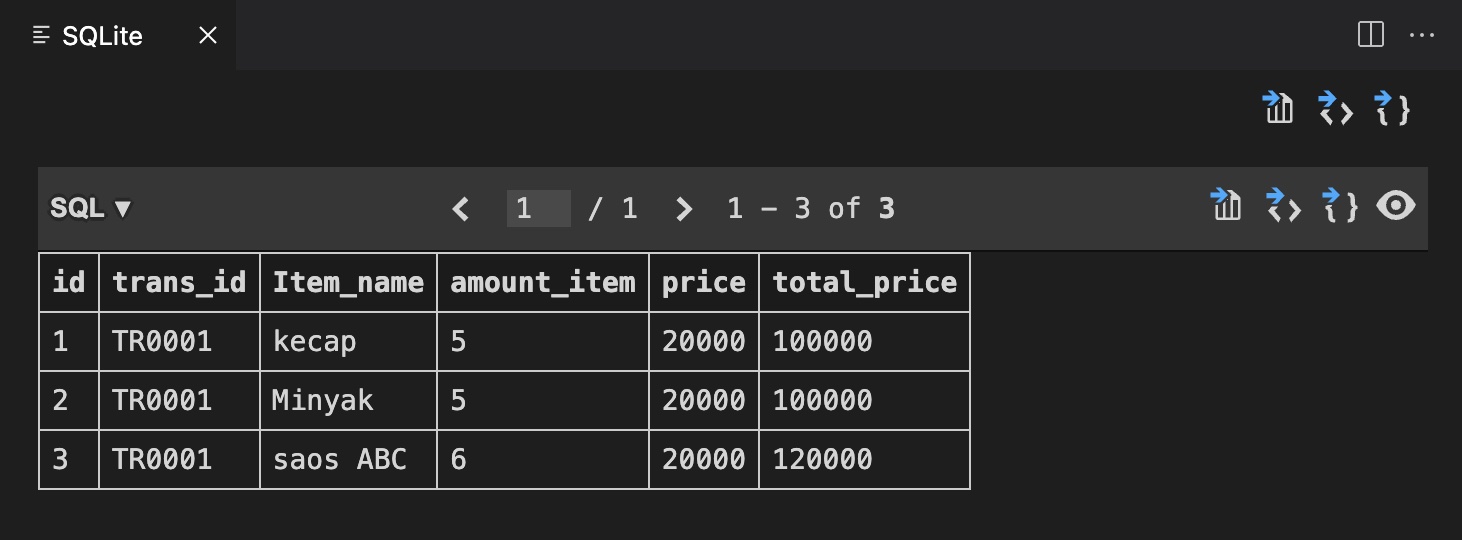 SQLite
SQL ▼ 1 / 1 1 – 3 of 3
id trans_id Item_name amount_item price total_price
1 TR0001 kecap 5 20000 100000
2 TR0001 Minyak 5 20000 100000
3 TR0001 saos ABC 6 20000 120000